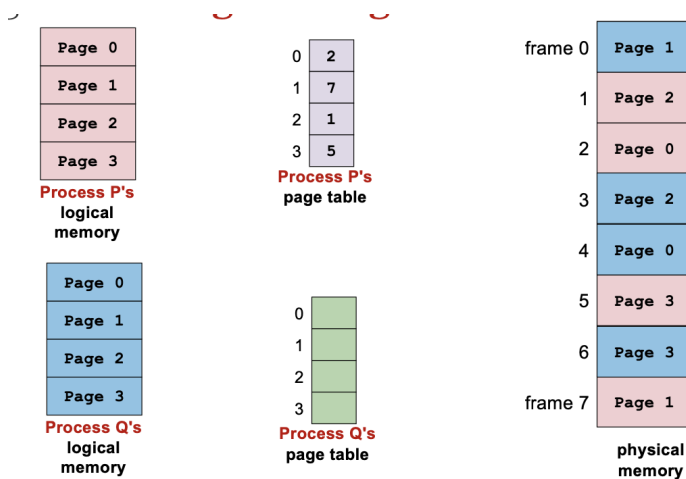 Page 0
Page 1
Page 2
Page 3
Process P's
logical
memory
0 2
1 7
2 1
3 5
Process P's
page table
Page 0
Page 1
Page 2
Page 3
Process Q's
logical
memory
0
1
2
3
Process Q's
page table
frame 0 Page 1
1 Page 2
2 Page 0
3 Page 2
4 Page 0
5 Page 3
6 Page 3
frame 7 Page 1
physical
memory